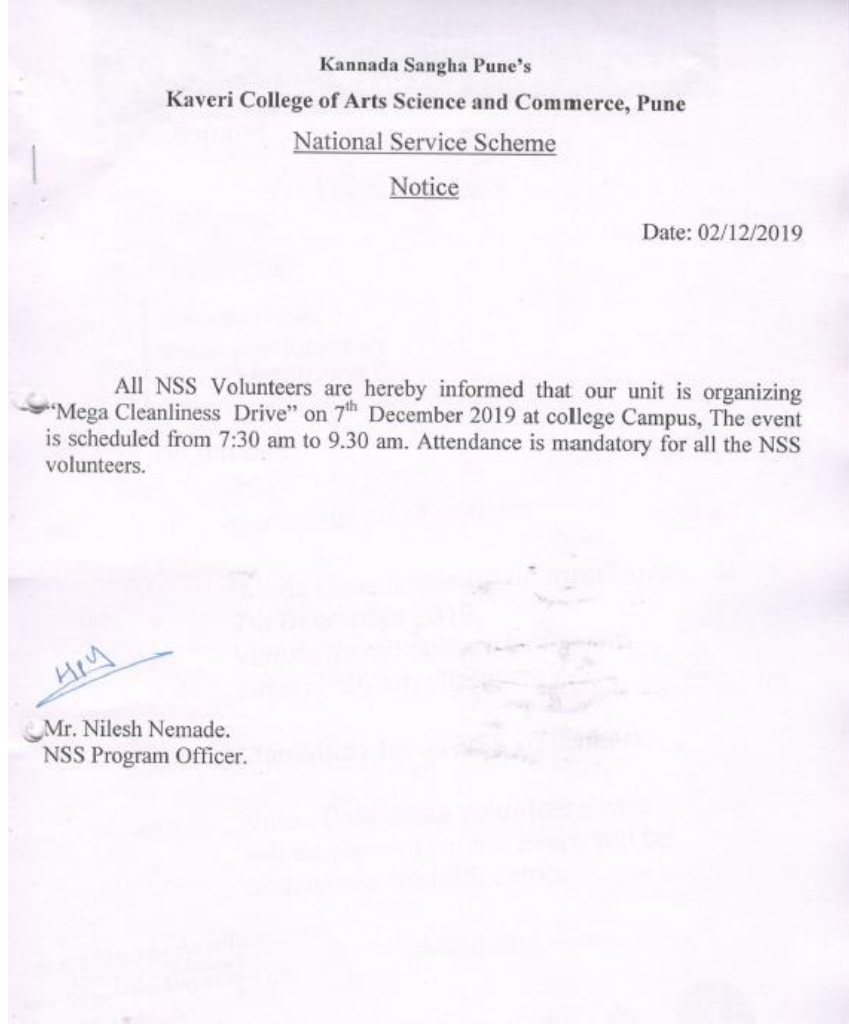 Kannada Sangha Pune's
Kaveri College of Arts Science and Commerce, Pune
National Service Scheme
Notice
Date: 02/12/2019
All NSS Volunteers are hereby informed that our unit is organizing
"Mega Cleanliness Drive" on 7th December 2019 at college Campus, The event
is scheduled from 7:30 am to 9.30 am. Attendance is mandatory for all the NSS
volunteers.
Mr. Nilesh Nemade.
NSS Program Officer.